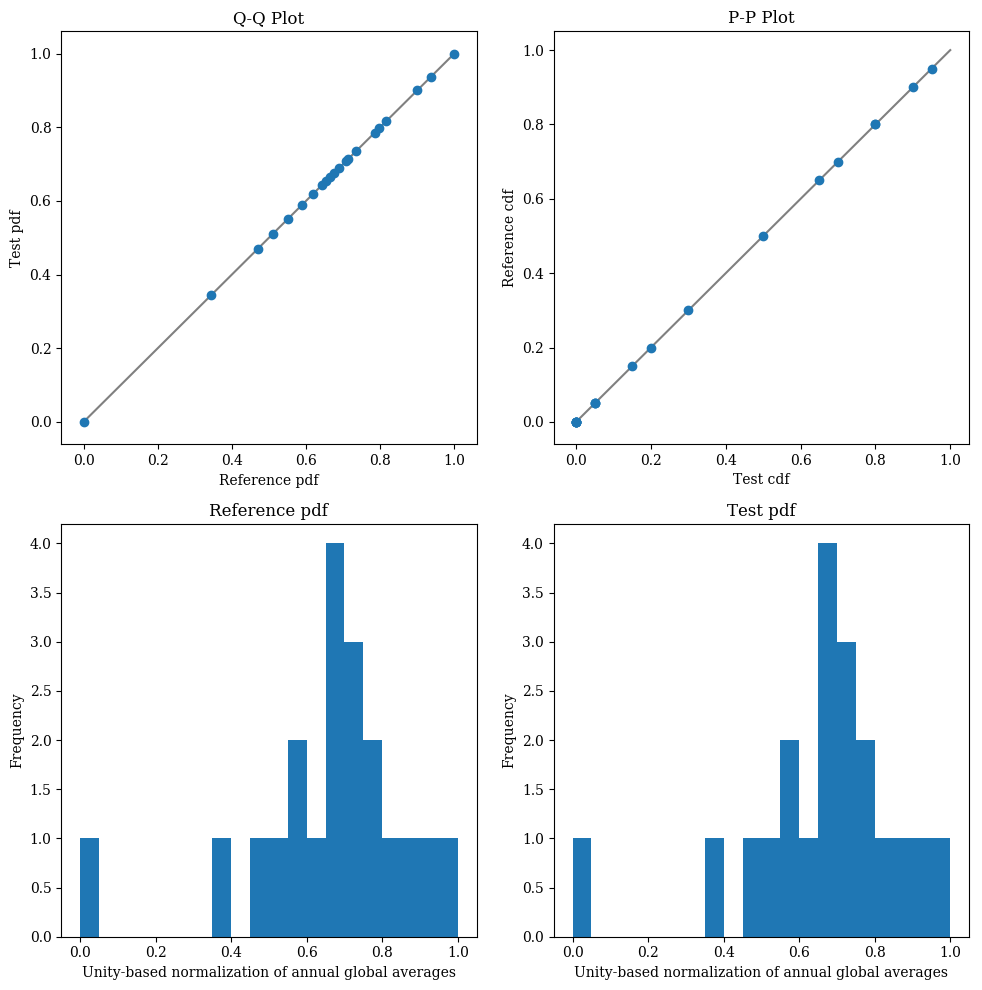 Q-Q Plot
Test pdf
1.0
0.8
0.6
0.4
0.2
0.0
0.0 0.2 0.4 0.6 0.8 1.0
Reference pdf
P-P Plot
Reference cdf
1.0
0.8
0.6
0.4
0.2
0.0
0.0 0.2 0.4 0.6 0.8 1.0
Test cdf
Reference pdf
Frequency
4.0
3.5
3.0
2.5
2.0
1.5
1.0
0.5
0.0
0.0 0.2 0.4 0.6 0.8 1.0
Unity-based normalization of annual global averages
Test pdf
Frequency
4.0
3.5
3.0
2.5
2.0
1.5
1.0
0.5
0.0
0.0 0.2 0.4 0.6 0.8 1.0
Unity-based normalization of annual global averages